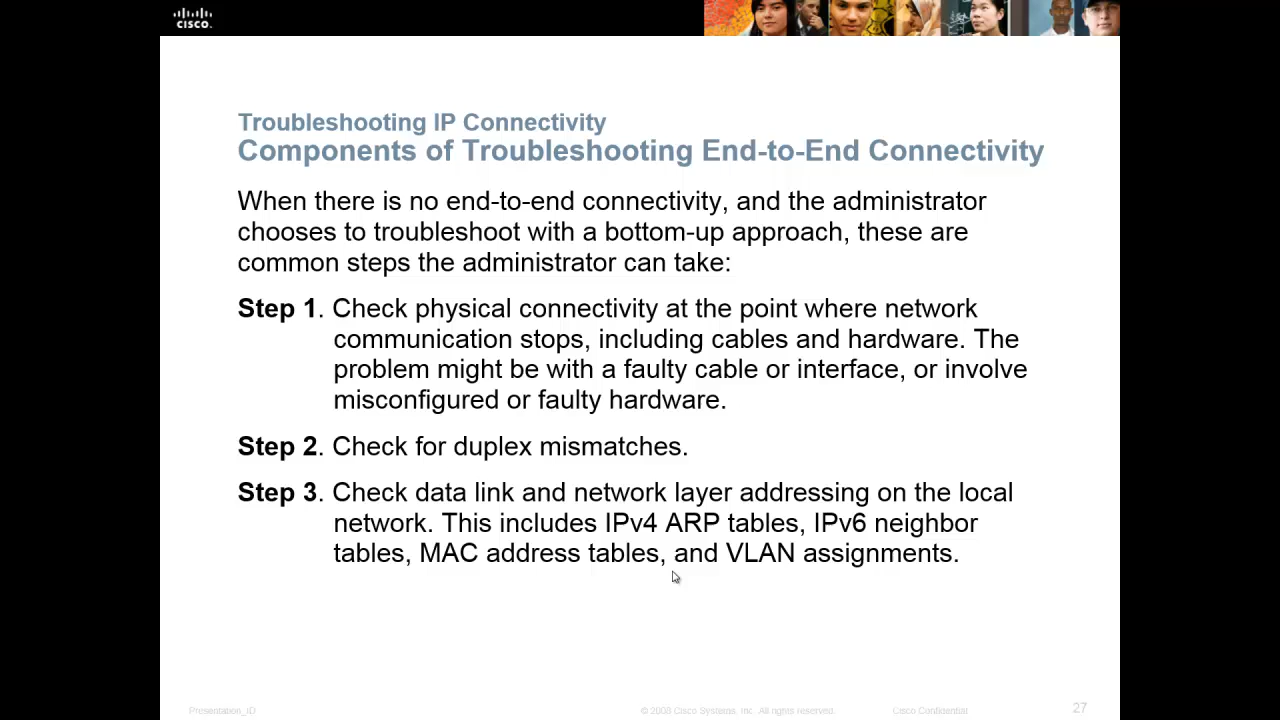 CISCO.
Troubleshooting IP Connectivity
Components of Troubleshooting End-to-End Connectivity
When there is no end-to-end connectivity, and the administrator
chooses to troubleshoot with a bottom-up approach, these are
common steps the administrator can take:
Step 1. Check physical connectivity at the point where network
communication stops, including cables and hardware. The
problem might be with a faulty cable or interface, or involve
misconfigured or faulty hardware.
Step 2. Check for duplex mismatches.
Step 3. Check data link and network layer addressing on the local
network. This includes IPv4 ARP tables, IPv6 neighbor
tables, MAC address tables, and VLAN assignments.
Presentation_ID
© 2008 Cisco Systems, Inc. All rights reserved.
Cisco Confidential
27